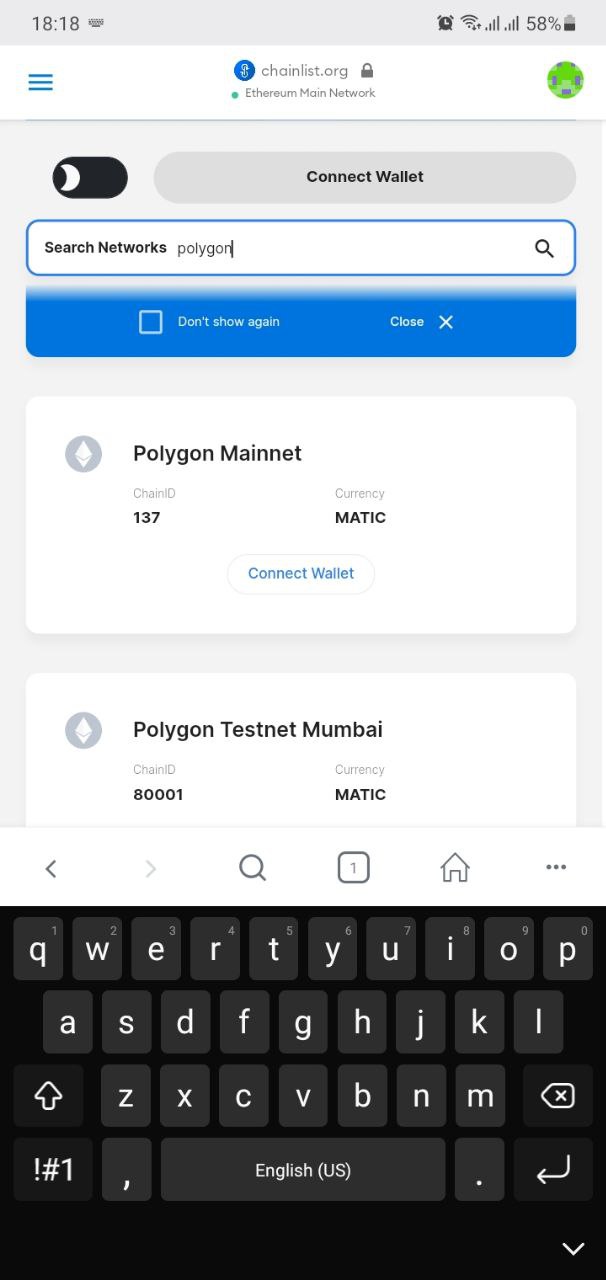 18:18
58%
chainlist.org
Ethereum Main Network
Connect Wallet
Search Networks polygon
Don't show again Close
Polygon Mainnet
ChainID Currency
137 MATIC
Connect Wallet
Polygon Testnet Mumbai
ChainID Currency
80001 MATIC
1
1 2 3 4 5 6 7 8 9 0
q w e r t y u i o p
a s d f g h j k l
z x c v b n m
!#1 , English (US) .